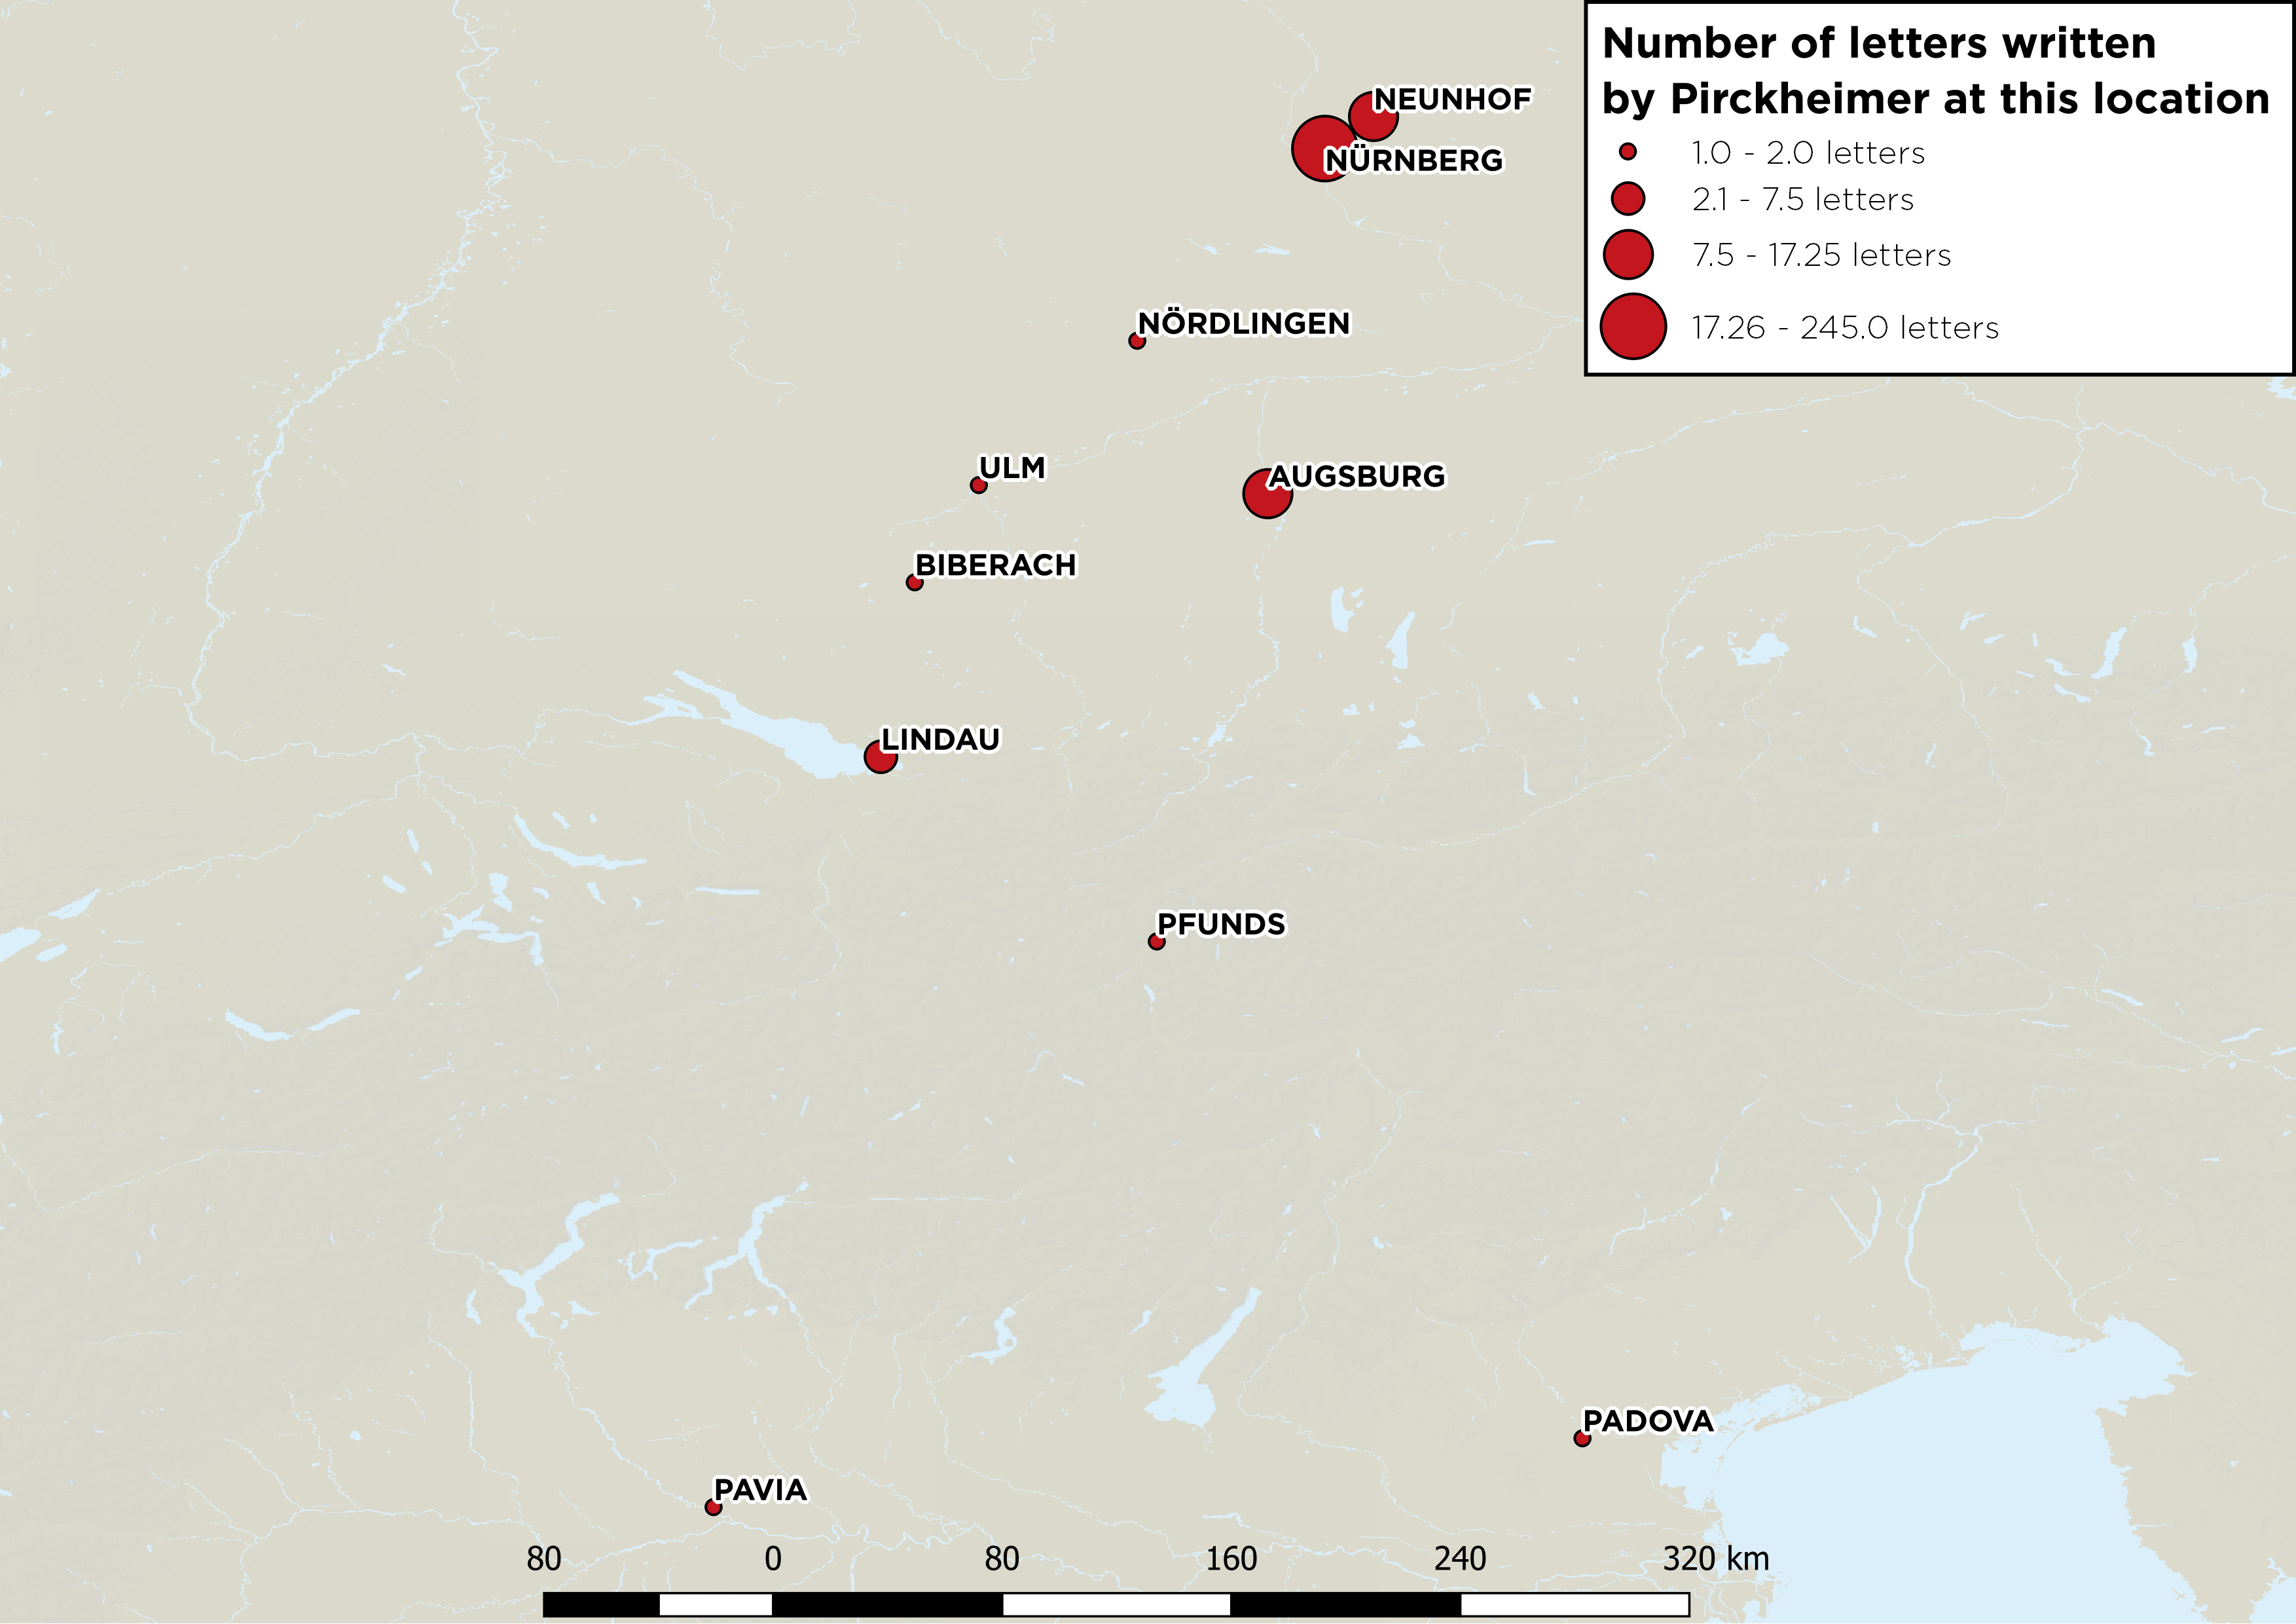 Number of letters written
by Pirckheimer at this location
1.0 - 2.0 letters
2.1 - 7.5 letters
7.5 - 17.25 letters
17.26 - 245.0 letters
NEUNHOF
NÜRNBERG
NÖRDLINGEN
ULM
AUGSBURG
BIBERACH
LINDAU
PFUNDS
PADOVA
PAVIA
80 0 80 160 240 320 km